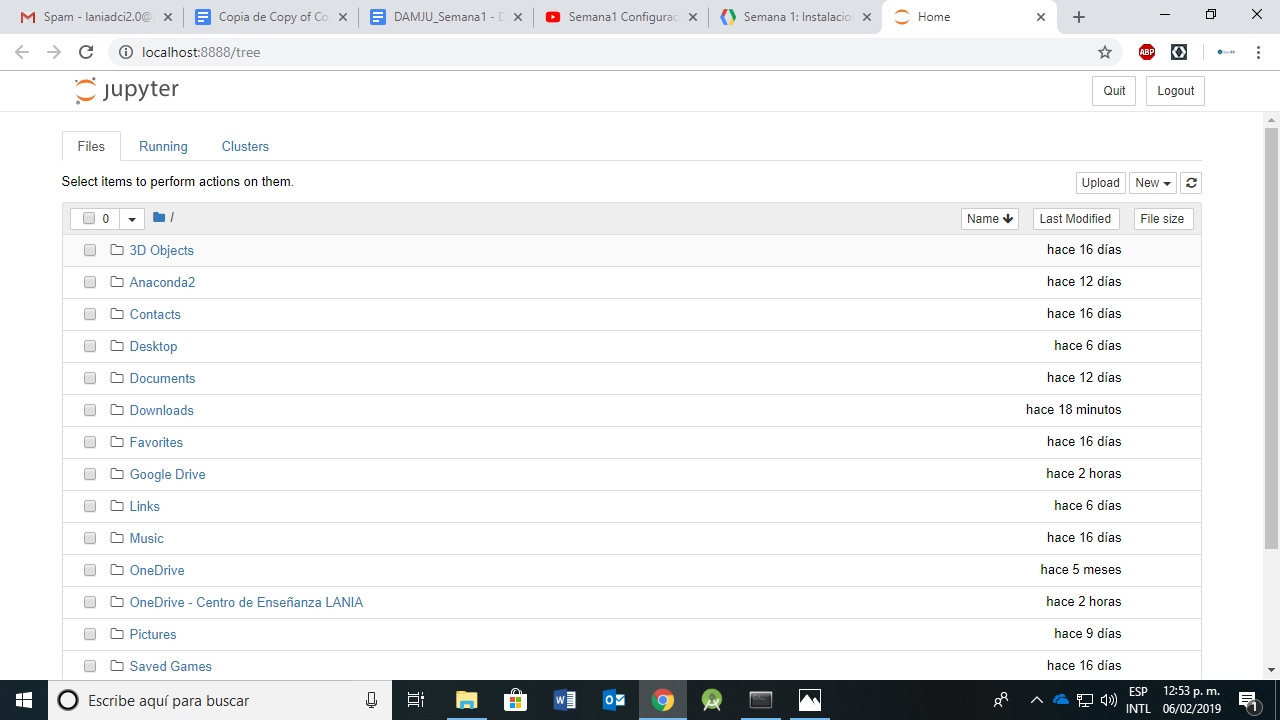 Spam - laniadci2.0@
Copia de Copy of Co
DAMJU_Semana1 - D
Semana1 Configurac
Semana 1: Instalacio
Home
localhost:8888/tree
ABP
jupyter
Quit
Logout
Files
Running
Clusters
Select items to perform actions on them.
Upload
New
0
/
Name
Last Modified
File size
3D Objects hace 16 días
Anaconda2 hace 12 días
Contacts hace 16 días
Desktop hace 6 días
Documents hace 12 días
Downloads hace 18 minutos
Favorites hace 16 días
Google Drive hace 2 horas
Links hace 6 días
Music hace 16 días
OneDrive hace 5 meses
OneDrive - Centro de Enseñanza LANIA hace 2 horas
Pictures hace 9 días
Saved Games hace 16 días
Escribe aquí para buscar
ESP
INTL
12:53 p. m.
06/02/2019
1